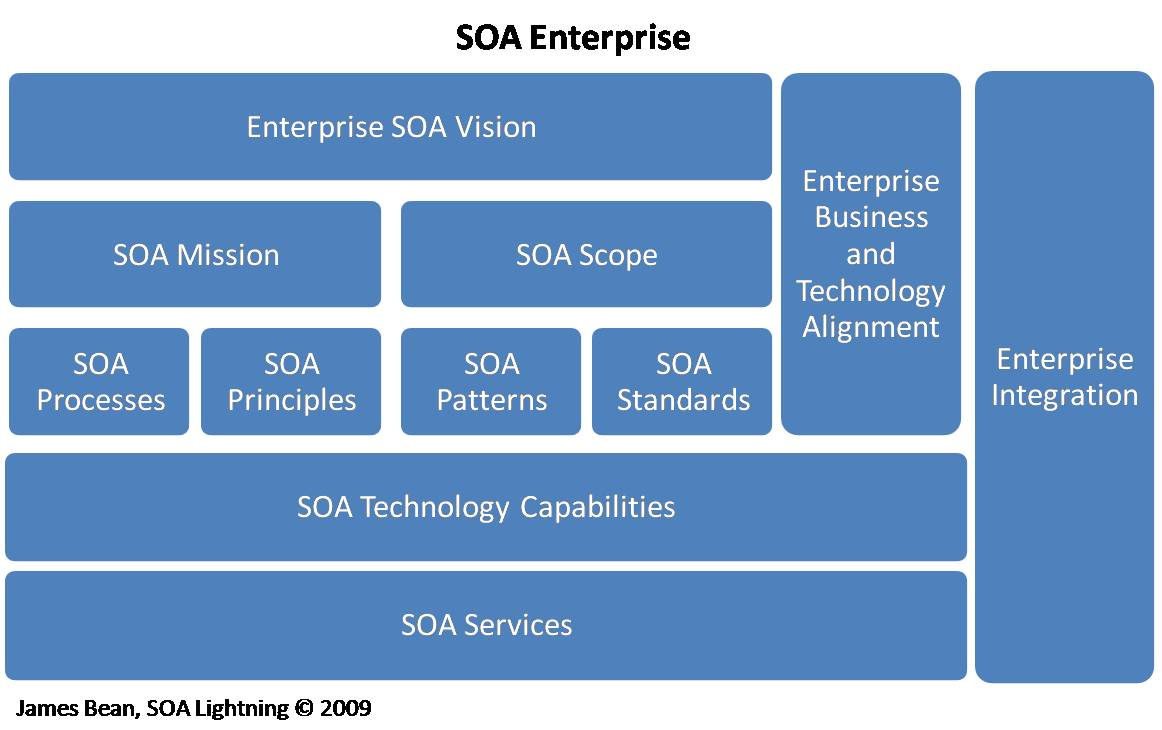 SOA Enterprise
Enterprise SOA Vision
SOA Mission
SOA Scope
SOA
Processes
SOA
Principles
SOA
Patterns
SOA
Standards
Enterprise
Business
and
Technology
Alignment
Enterprise
Integration
SOA Technology Capabilities
SOA Services
James Bean, SOA Lightning © 2009